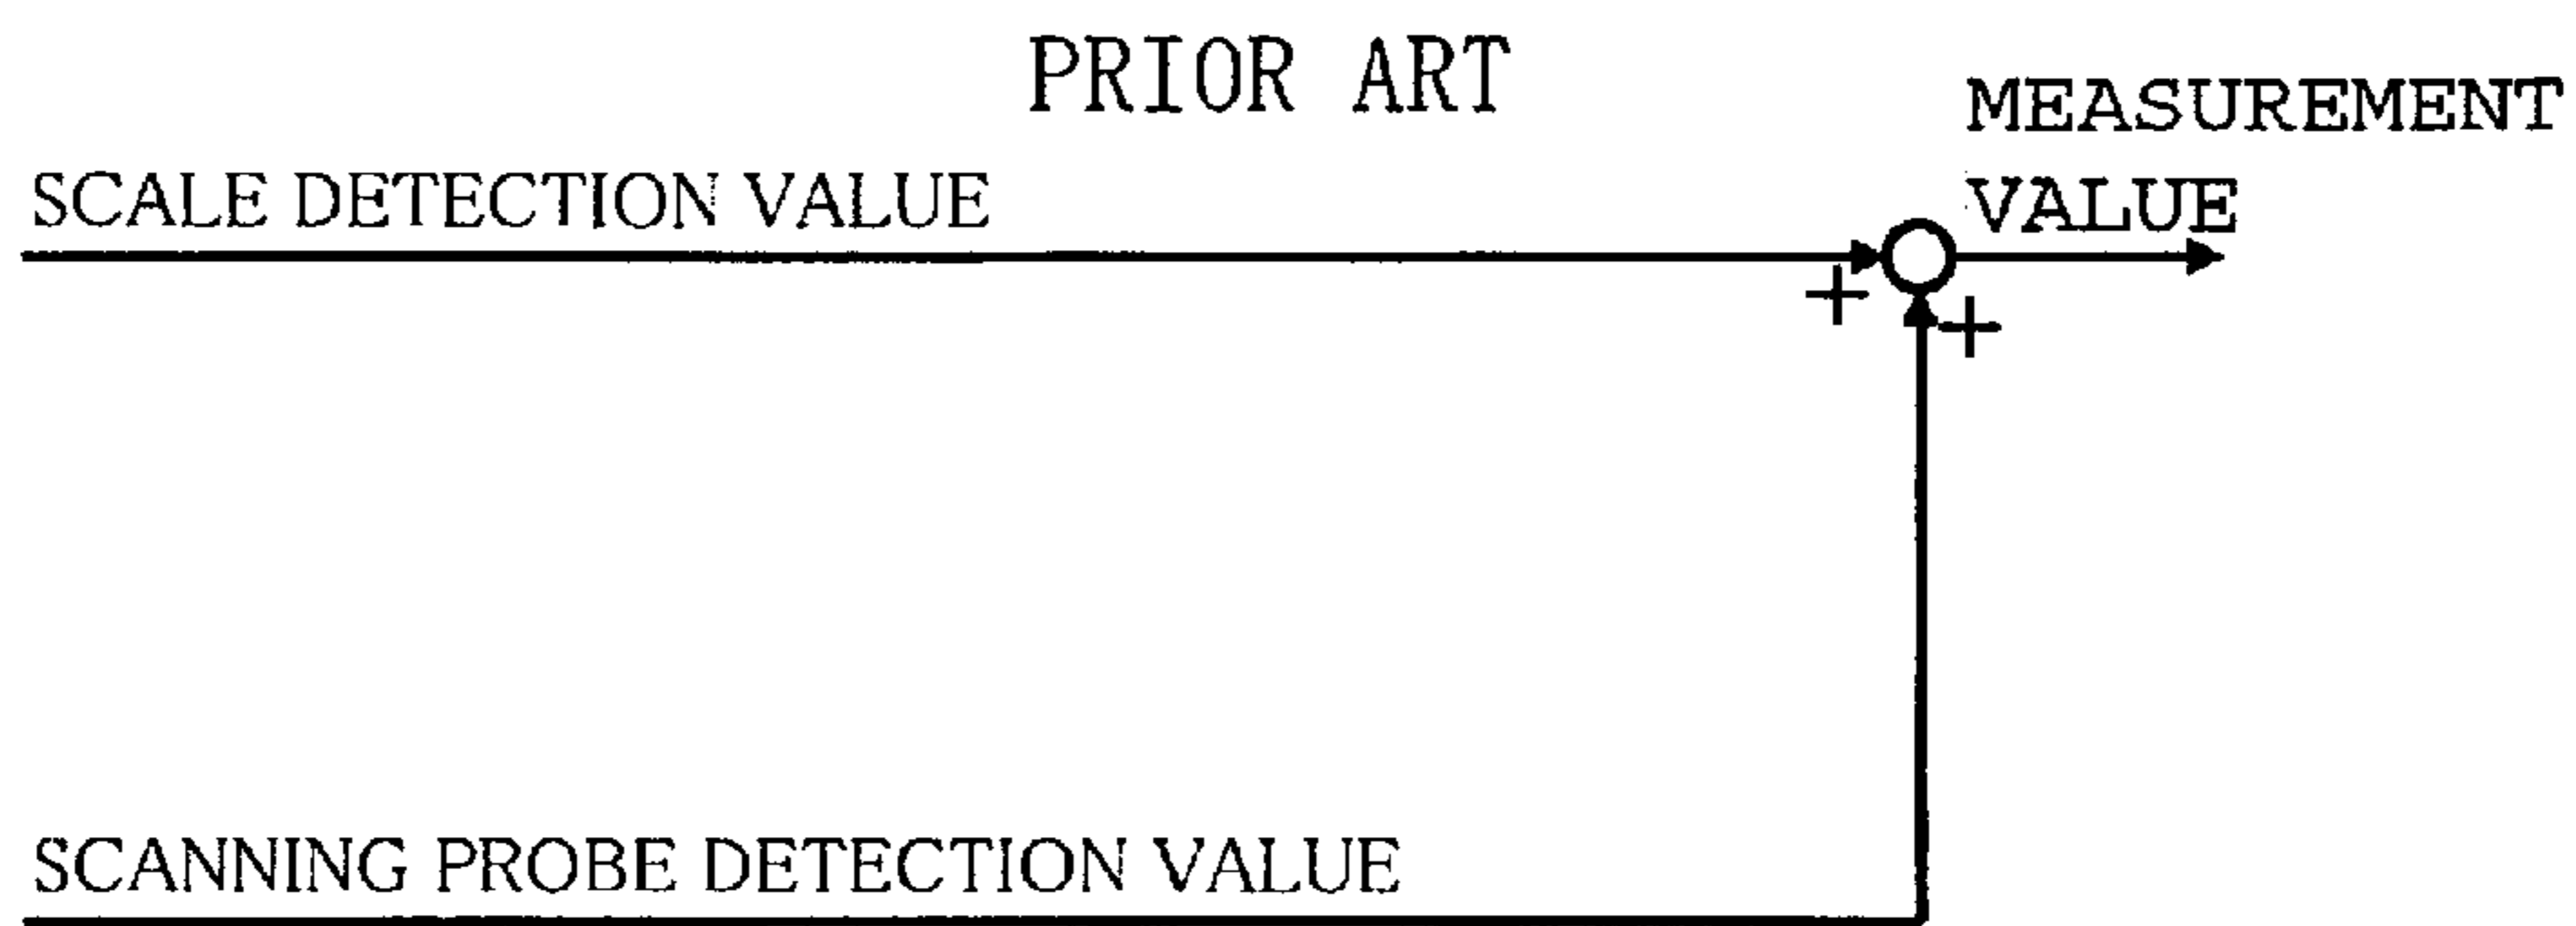 PRIOR ART
MEASUREMENT
VALUE
SCALE DETECTION VALUE
+
+
SCANNING PROBE DETECTION VALUE